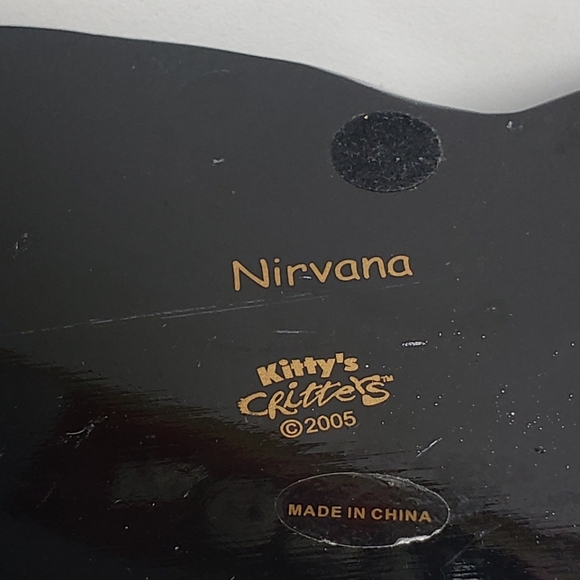 Nirvana
Kitty's
CRitteRS™
©2005
MADE IN CHINA